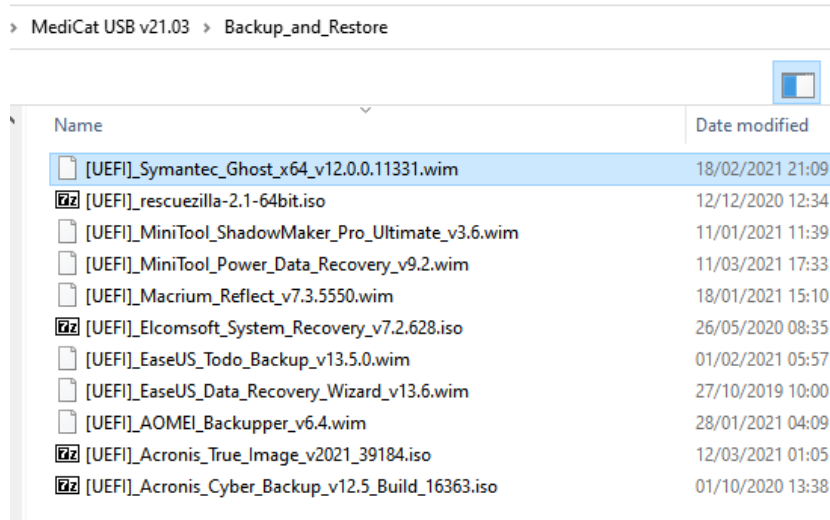 > MediCat USB v21.03 > Backup_and_Restore
Name Date modified
[UEFI]_Symantec_Ghost_x64_v12.0.0.11331.wim 18/02/2021 21:09
[UEFI]_rescuezilla-2.1-64bit.iso 12/12/2020 12:34
[UEFI]_MiniTool_ShadowMaker_Pro_Ultimate_v3.6.wim 11/01/2021 11:39
[UEFI]_MiniTool_Power_Data_Recovery_v9.2.wim 11/03/2021 17:33
[UEFI]_Macrium_Reflect_v7.3.5550.wim 18/01/2021 15:10
[UEFI]_Elcomsoft_System_Recovery_v7.2.628.iso 26/05/2020 08:35
[UEFI]_EaseUS_Todo_Backup_v13.5.0.wim 01/02/2021 05:57
[UEFI]_EaseUS_Data_Recovery_Wizard_v13.6.wim 27/10/2019 10:00
[UEFI]_AOMEI_Backupper_v6.4.wim 28/01/2021 04:09
[UEFI]_Acronis_True_Image_v2021_39184.iso 12/03/2021 01:05
[UEFI]_Acronis_Cyber_Backup_v12.5_Build_16363.iso 01/10/2020 13:38